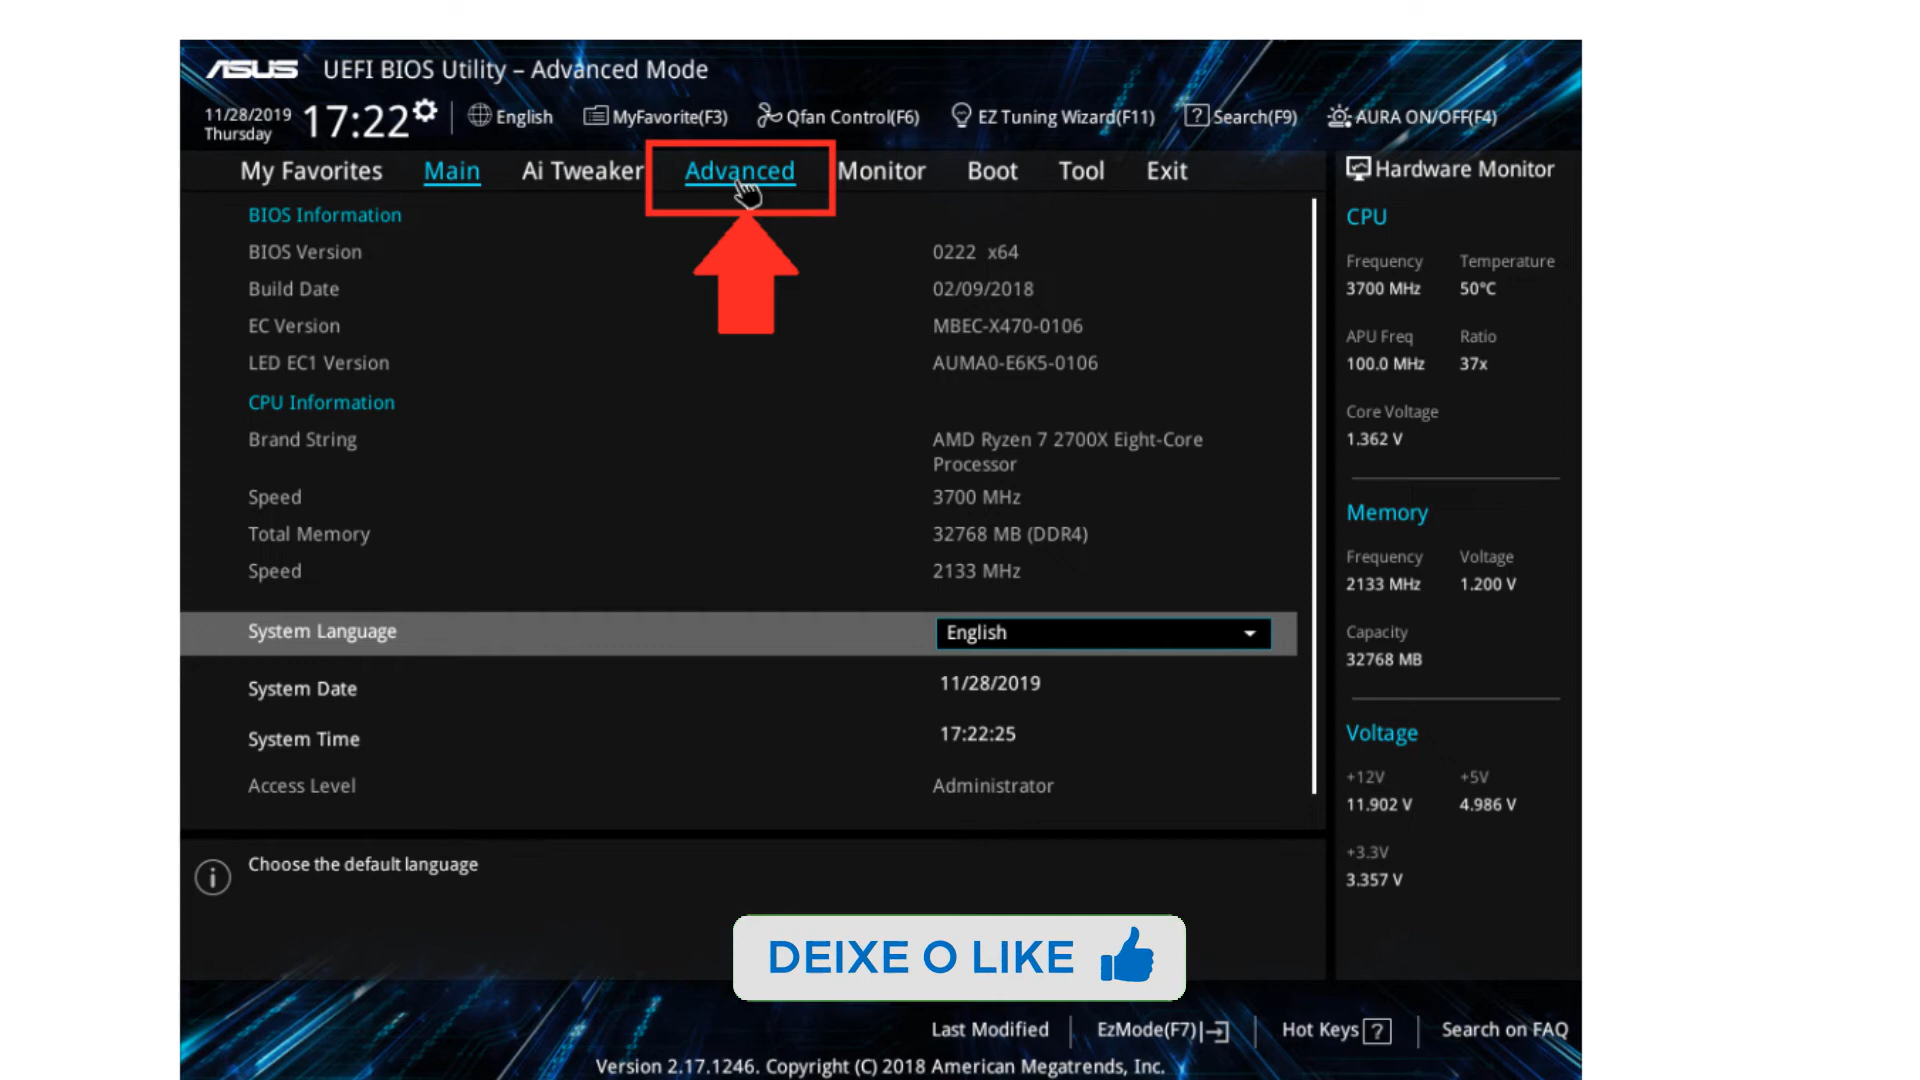 ASUS UEFI BIOS Utility – Advanced Mode
11/28/2019
Thursday
17:22
English
MyFavorite(F3)
Qfan Control(F6)
EZ Tuning Wizard(F11)
? Search(F9)
AURA ON/OFF(F4)
My Favorites Main Ai Tweaker Advanced Monitor Boot Tool Exit
BIOS Information
BIOS Version 0222 x64
Build Date 02/09/2018
EC Version MBEC-X470-0106
LED EC1 Version AUMA0-E6K5-0106
CPU Information
Brand String AMD Ryzen 7 2700X Eight-Core
Processor
Speed 3700 MHz
Total Memory 32768 MB (DDR4)
Speed 2133 MHz
System Language English
System Date 11/28/2019
System Time 17:22:25
Access Level Administrator
i Choose the default language
Hardware Monitor
CPU
Frequency Temperature
3700 MHz 50°C
APU Freq Ratio
100.0 MHz 37x
Core Voltage
1.362 V
Memory
Frequency Voltage
2133 MHz 1.200 V
Capacity
32768 MB
Voltage
+12V +5V
11.902 V 4.986 V
+3.3V
3.357 V
DEIXE O LIKE
Last Modified EzMode(F7) Hot Keys ? Search on FAQ
Version 2.17.1246. Copyright (C) 2018 American Megatrends, Inc.